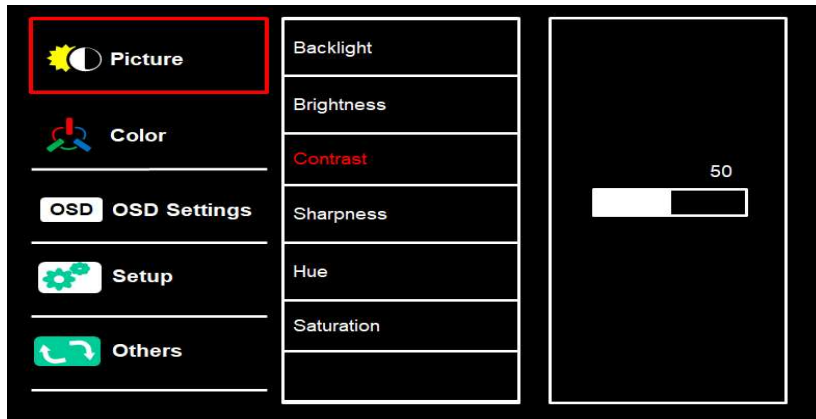 Picture
Color
OSD OSD Settings
Setup
Others
Backlight
Brightness
Contrast
Sharpness
Hue
Saturation
50